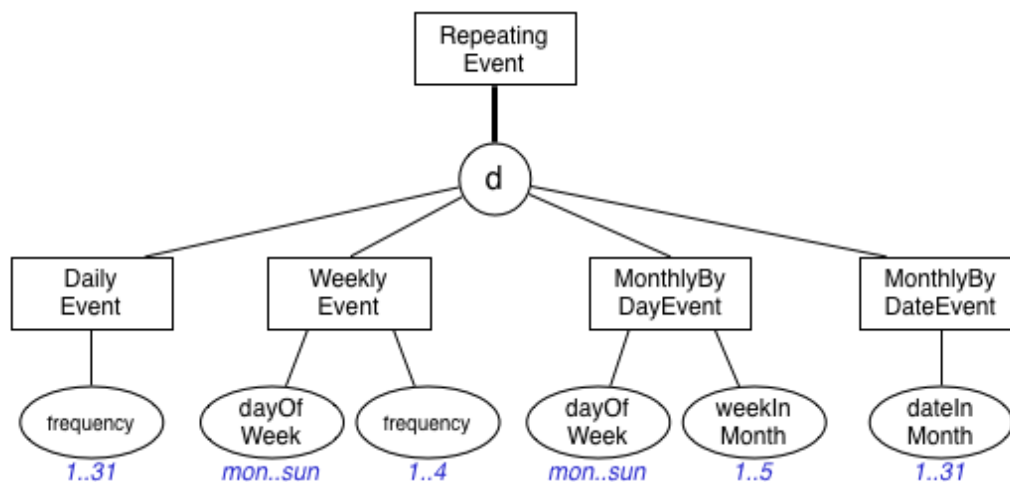 Repeating
Event
d
Daily
Event
Weekly
Event
MonthlyBy
DayEvent
MonthlyBy
DateEvent
frequency
dayOf
Week
frequency
dayOf
Week
weekIn
Month
dateIn
Month
1..31
mon..sun
1..4
mon..sun
1..5
1..31